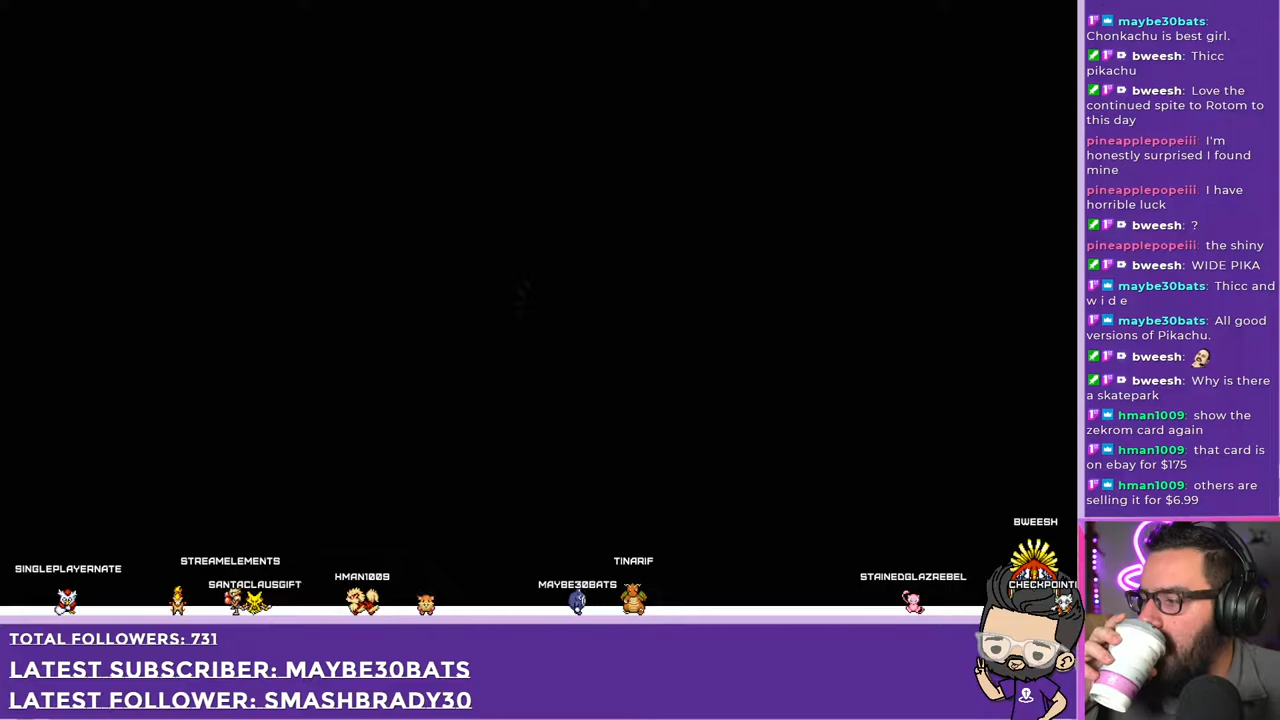 maybe30bats:
Chonkachu is best girl.
bweesh: Thicc
pikachu
bweesh: Love the
continued spite to Rotom to
this day
pineapplepopeiii: I'm
honestly surprised I found
mine
pineapplepopeiii: I have
horrible luck
bweesh: ?
pineapplepopeiii: the shiny
bweesh: WIDE PIKA
maybe30bats: Thicc and
w i d e
maybe30bats: All good
versions of Pikachu.
bweesh:
bweesh: Why is there
a skatepark
hman1009: show the
zekrom card again
hman1009: that card is
on ebay for $175
hman1009: others are
selling it for $6.99
BWEESH
SINGLEPLAYERNATE
STREAMELEMENTS
SANTACLAUSGIFT
HMAN1009
MAYBE30BATS
TINARIF
STAINEDGLAZREBEL
CHECKPOINT
TOTAL FOLLOWERS: 731
LATEST SUBSCRIBER: MAYBE30BATS
LATEST FOLLOWER: SMASHBRADY30